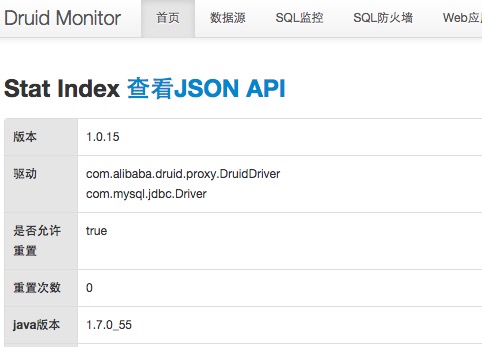 Druid Monitor 首页 数据源 SQL监控 SQL防火墙 Web应
Stat Index 查看JSON API
版本 1.0.15
驱动 com.alibaba.druid.proxy.DruidDriver
com.mysql.jdbc.Driver
是否允许 true
重置
重置次数 0
java版本 1.7.0_55